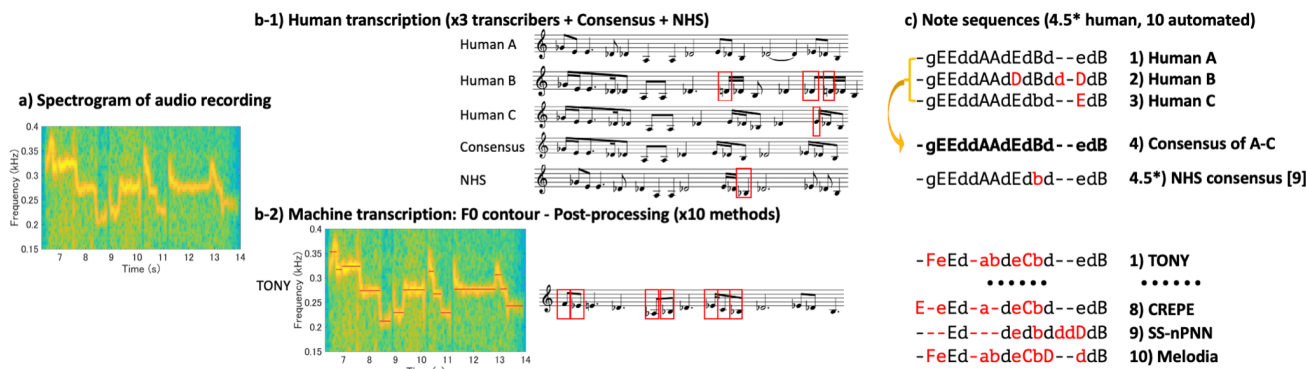 b-1) Human transcription (x3 transcribers + Consensus + NHS)
Human A
Human B
Human C
Consensus
NHS
a) Spectrogram of audio recording
Frequency (kHz)
0.4
0.35
0.3
0.25
0.2
0.15
7 8 9 10 11 12 13 14
Time (s)
b-2) Machine transcription: F0 contour - Post-processing (x10 methods)
TONY
Frequency (kHz)
0.4
0.35
0.3
0.25
0.2
0.15
7 8 9 10 11 12 13 14
Time (s)
c) Note sequences (4.5* human, 10 automated)
-gEEddAAdEdBd--edB 1) Human A
-gEEddAAdDdBdd-DdB 2) Human B
-gEEddAAdEdbd--EdB 3) Human C
-gEEddAAdEdBd--edB 4) Consensus of A-C
-gEEddAAdEdbd--edB 4.5*) NHS consensus [9]
-FeEd-abdeCbd--edB 1) TONY
E-eEd-a-deCbd--edB 8) CREPE
---Ed---dedbdddDdB 9) SS-nPNN
-FeEd-abdeCbD--ddB 10) Melodia